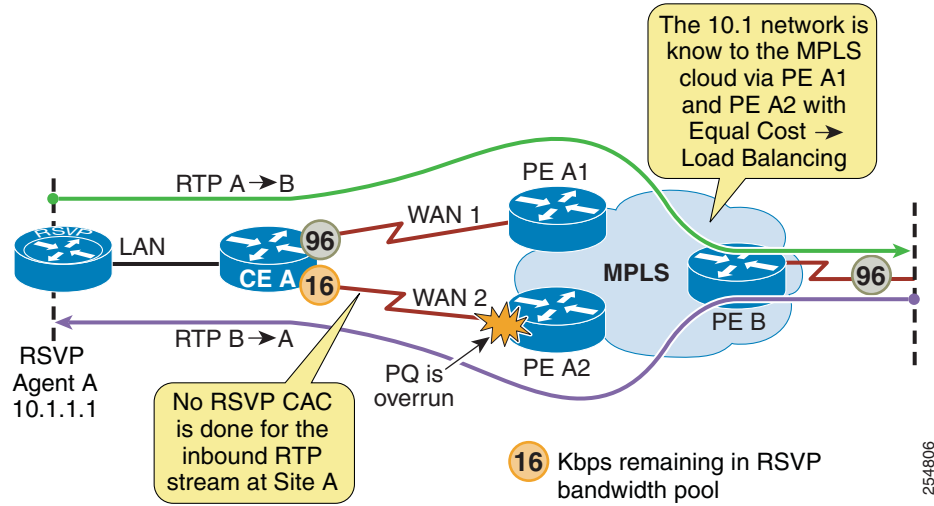 The 10.1 network is
know to the MPLS
cloud via PE A1
and PE A2 with
Equal Cost →
Load Balancing
RTP A→B
PE A1
RSVP
LAN
WAN 1
96
CE A
16
MPLS
96
WAN 2
PE B
RTP B→A
PE A2
RSVP
Agent A
10.1.1.1
PQ is
overrun
No RSVP CAC
is done for the
inbound RTP
stream at Site A
16 Kbps remaining in RSVP
bandwidth pool
254806